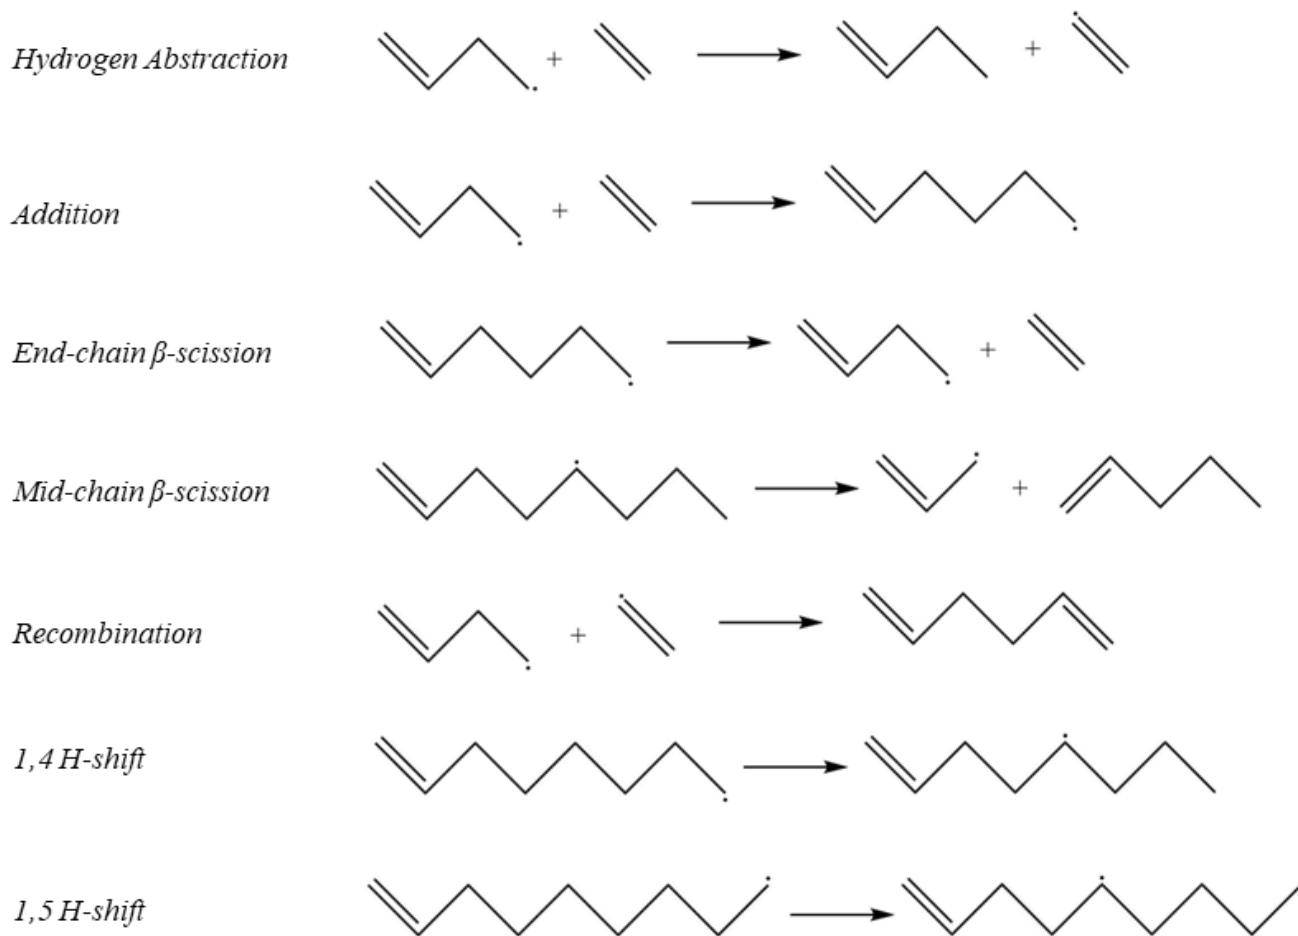 Hydrogen Abstraction + +
Addition +
End-chain β-scission +
Mid-chain β-scission +
Recombination +
1,4 H-shift
1,5 H-shift